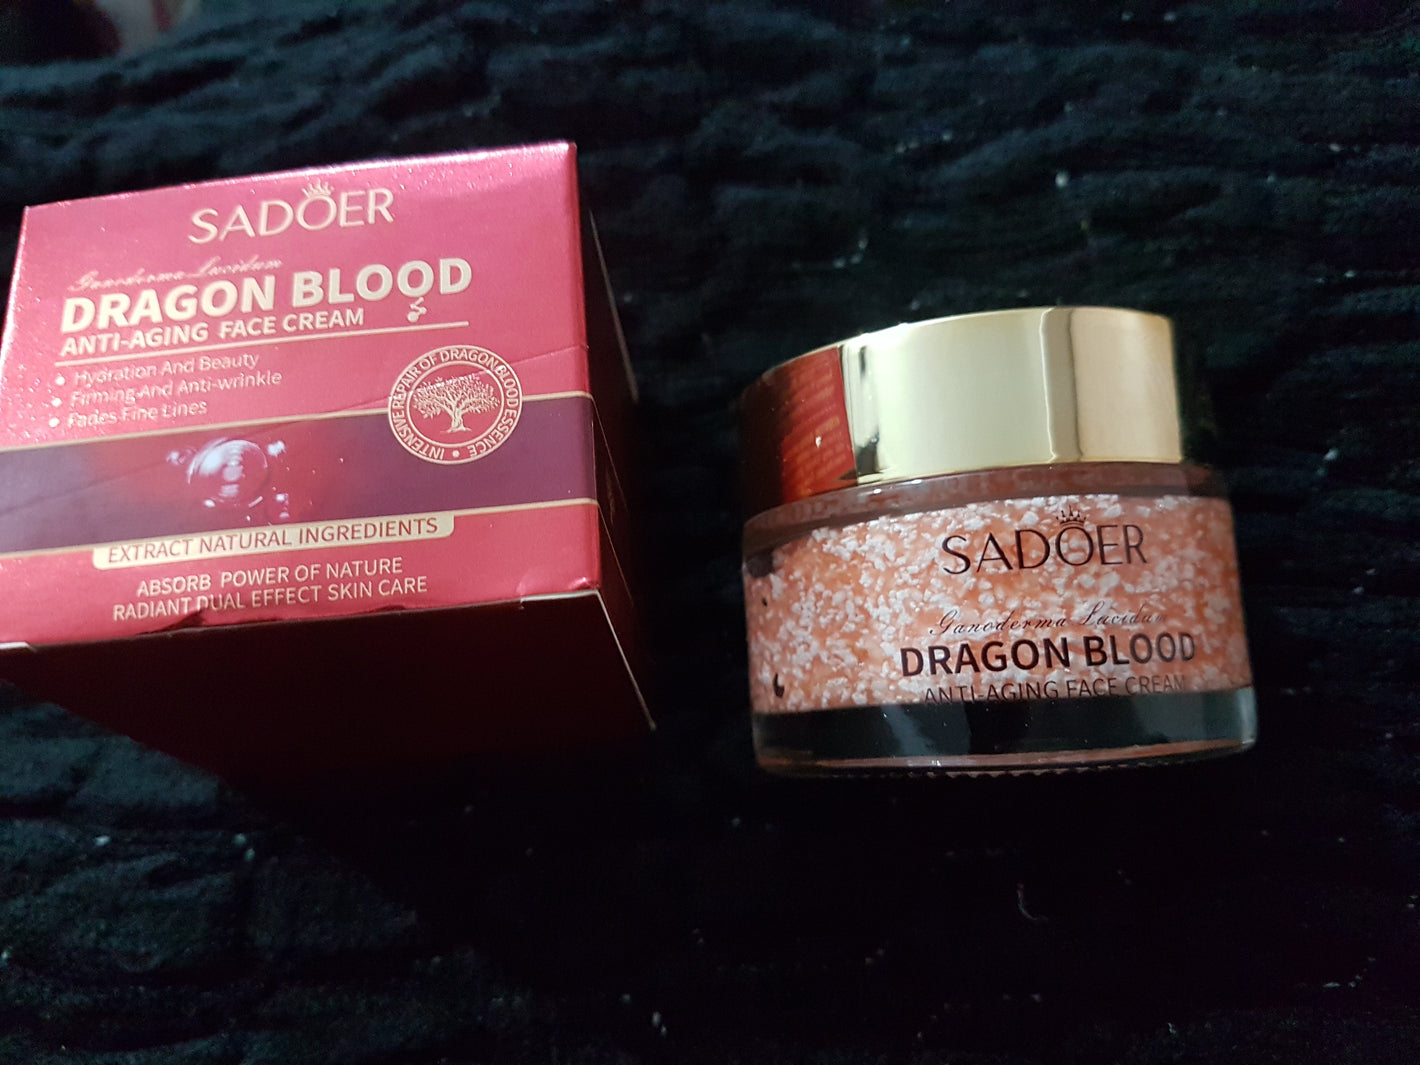 SADOER
Ganoderma Lucidum
DRAGON BLOOD
ANTI-AGING FACE CREAM
• Hydration And Beauty
• Firming And Anti-wrinkle
• Fades Fine Lines
INTENSIVE REPAIR OF DRAGON BLOOD ESSENCE •
EXTRACT NATURAL INGREDIENTS
ABSORB POWER OF NATURE
RADIANT DUAL EFFECT SKIN CARE
SADOER
Ganoderma Lucidum
DRAGON BLOOD
ANTI-AGING FACE CREAM